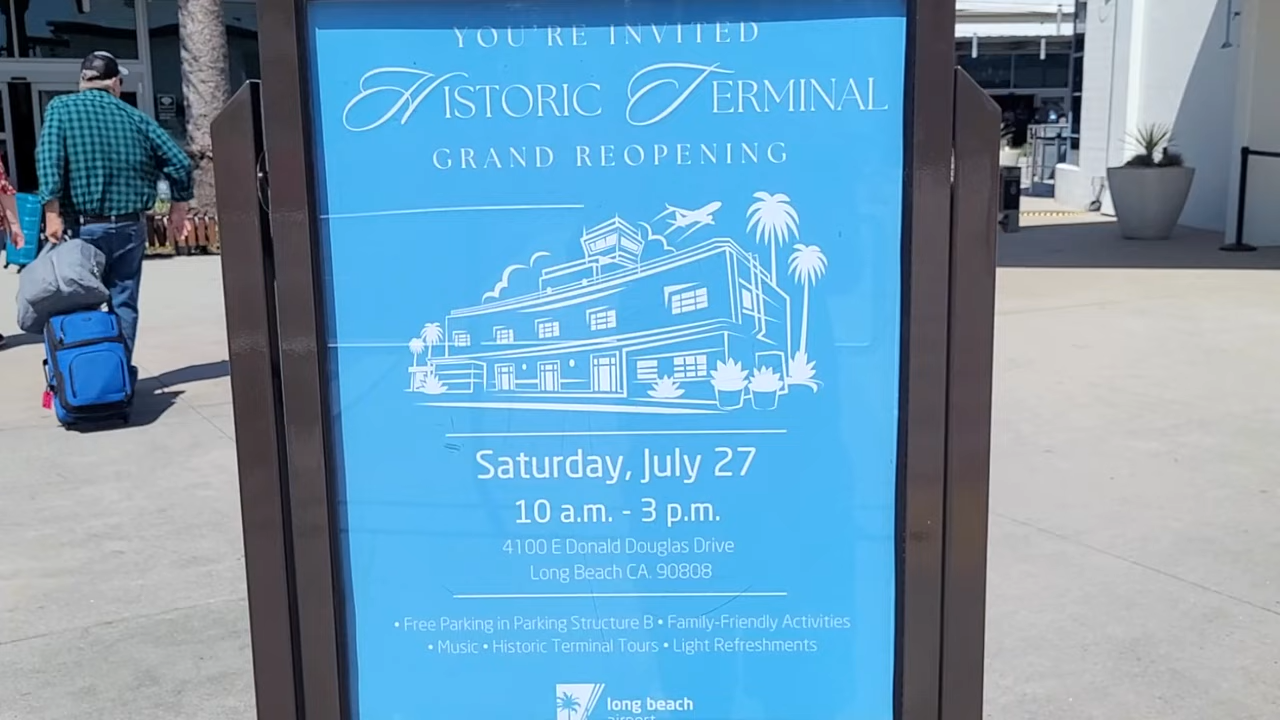 YOU'RE INVITED
HISTORIC TERMINAL
GRAND REOPENING
Saturday, July 27
10 a.m. - 3 p.m.
4100 E Donald Douglas Drive
Long Beach CA. 90808
• Free Parking in Parking Structure B • Family-Friendly Activities
• Music • Historic Terminal Tours • Light Refreshments
long beach
airport